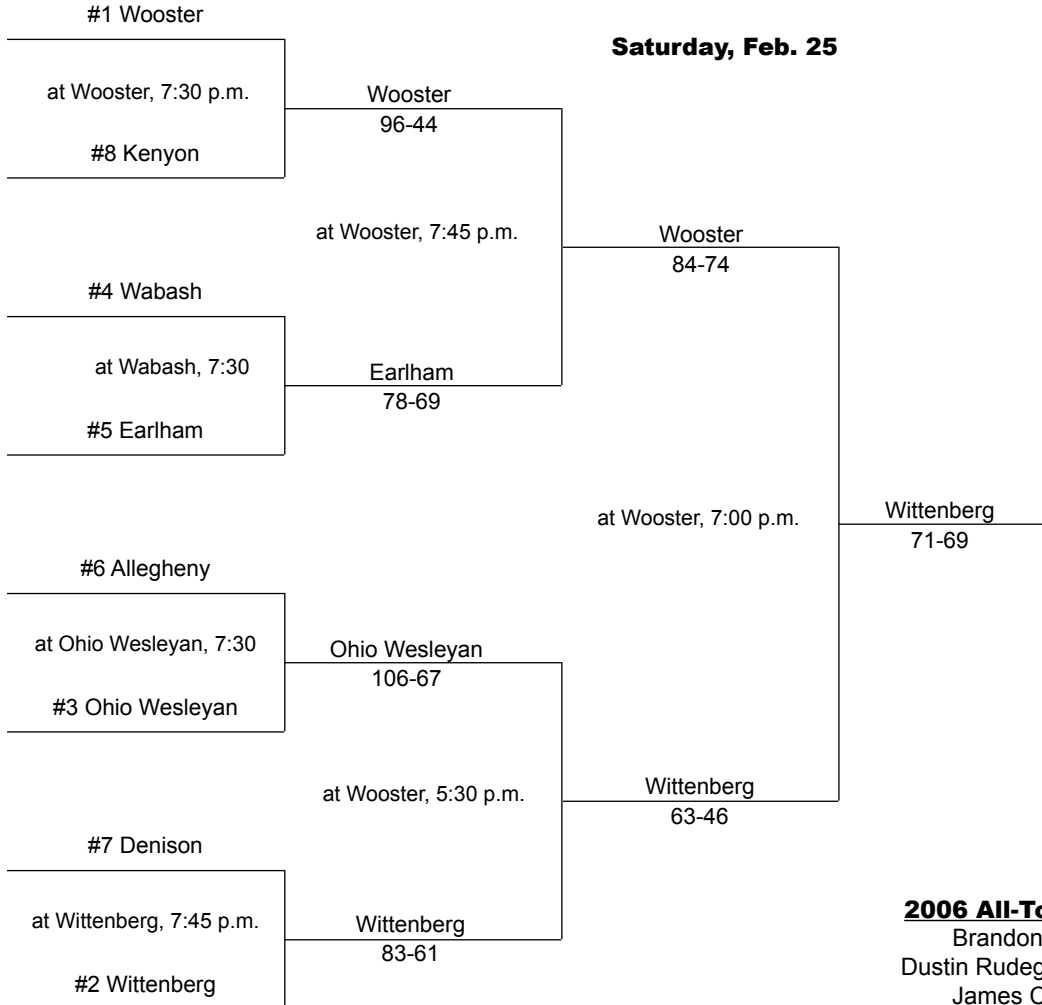 #1 Wooster
Saturday, Feb. 25
at Wooster, 7:30 p.m.
Wooster
96-44
#8 Kenyon
at Wooster, 7:45 p.m.
Wooster
84-74
#4 Wabash
at Wabash, 7:30
Earlham
78-69
#5 Earlham
at Wooster, 7:00 p.m.
Wittenberg
71-69
#6 Allegheny
at Ohio Wesleyan, 7:30
Ohio Wesleyan
106-67
#3 Ohio Wesleyan
at Wooster, 5:30 p.m.
Wittenberg
63-46
#7 Denison
at Wittenberg, 7:45 p.m.
Wittenberg
83-61
#2 Wittenberg
2006 All-To
Brandon
Dustin Rudeg
James C